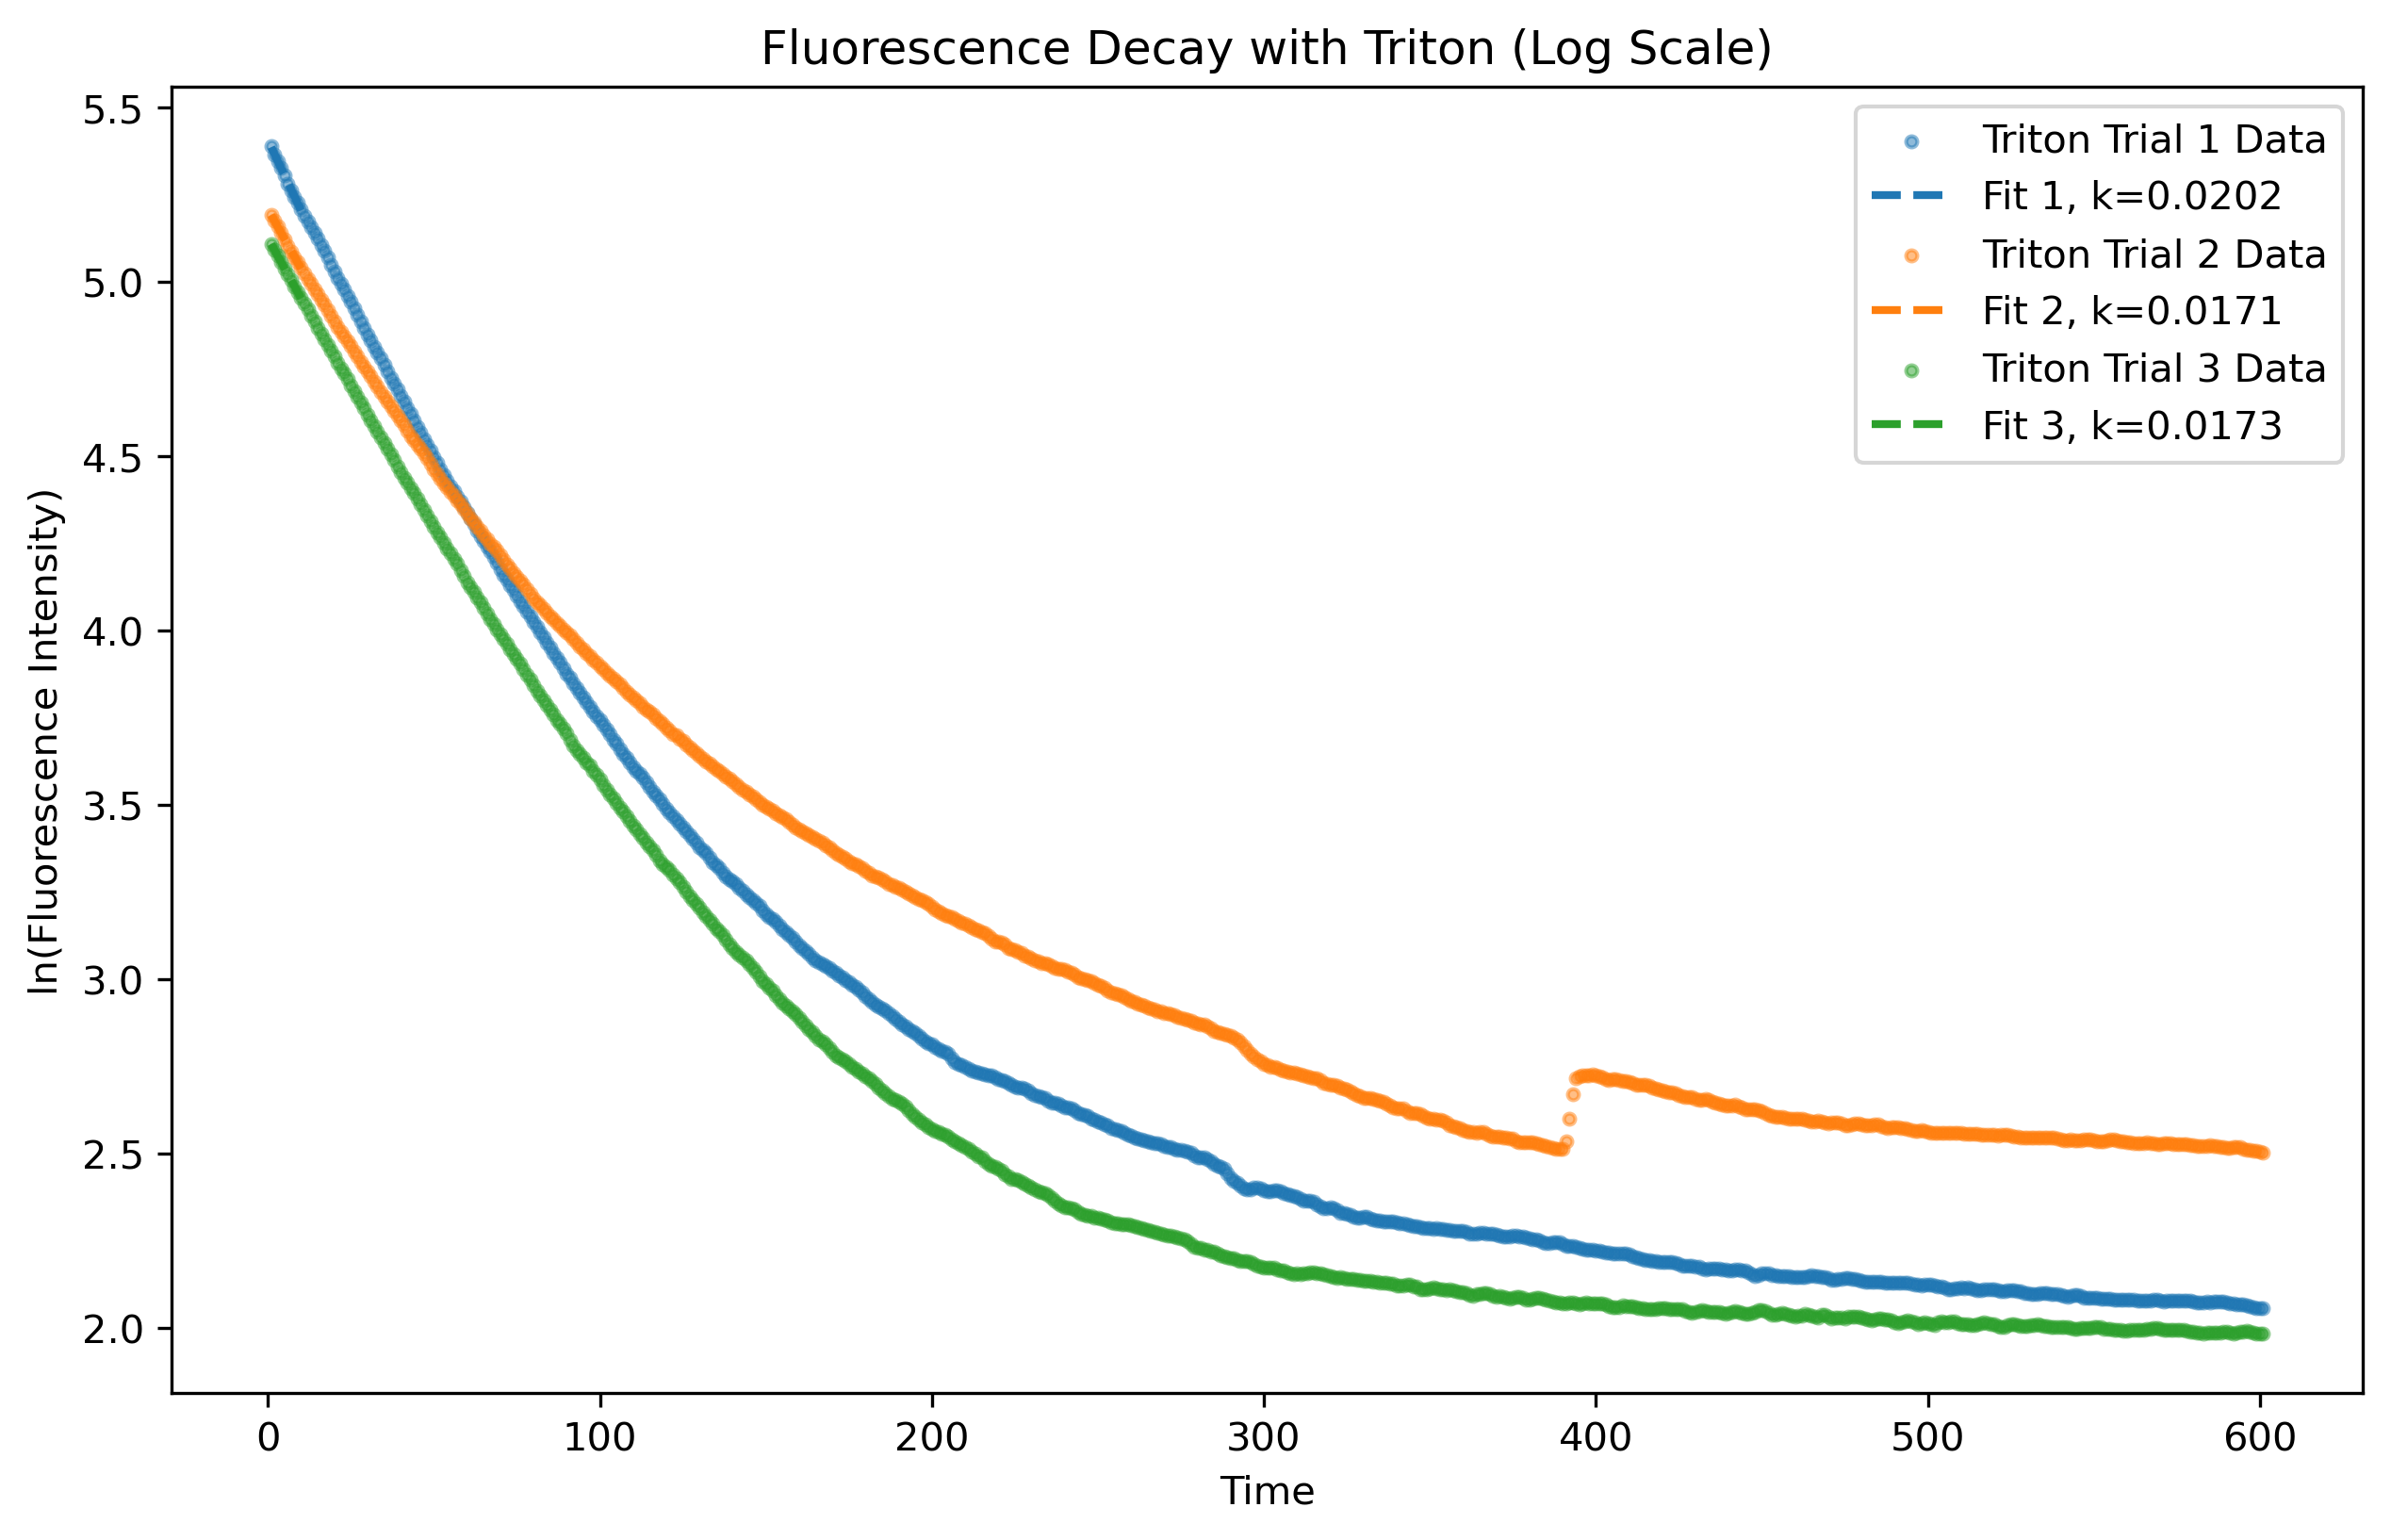 Fluorescence Decay with Triton (Log Scale)
5.5
5.0
4.5
4.0
3.5
3.0
2.5
2.0
ln(Fluorescence Intensity)
Triton Trial 1 Data
Fit 1, k=0.0202
Triton Trial 2 Data
Fit 2, k=0.0171
Triton Trial 3 Data
Fit 3, k=0.0173
0 100 200 300 400 500 600
Time